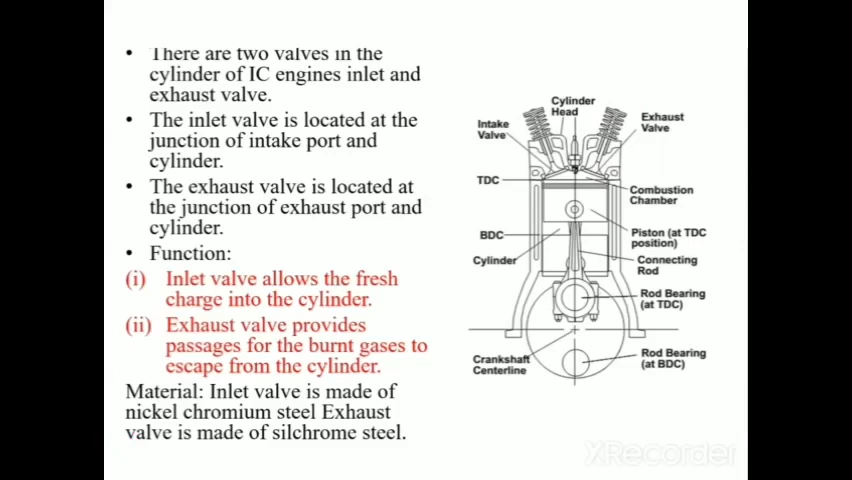 • There are two valves in the
cylinder of IC engines inlet and
exhaust valve.
• The inlet valve is located at the
junction of intake port and
cylinder.
• The exhaust valve is located at
the junction of exhaust port and
cylinder.
• Function:
(i) Inlet valve allows the fresh
charge into the cylinder.
(ii) Exhaust valve provides
passages for the burnt gases to
escape from the cylinder.
Material: Inlet valve is made of
nickel chromium steel Exhaust
valve is made of silchrome steel.
Cylinder
Head
Intake
Valve
Exhaust
Valve
TDC
Combustion
Chamber
BDC
Piston (at TDC
position)
Cylinder
Connecting
Rod
Rod Bearing
(at TDC)
Crankshaft
Centerline
Rod Bearing
(at BDC)
XRecorder